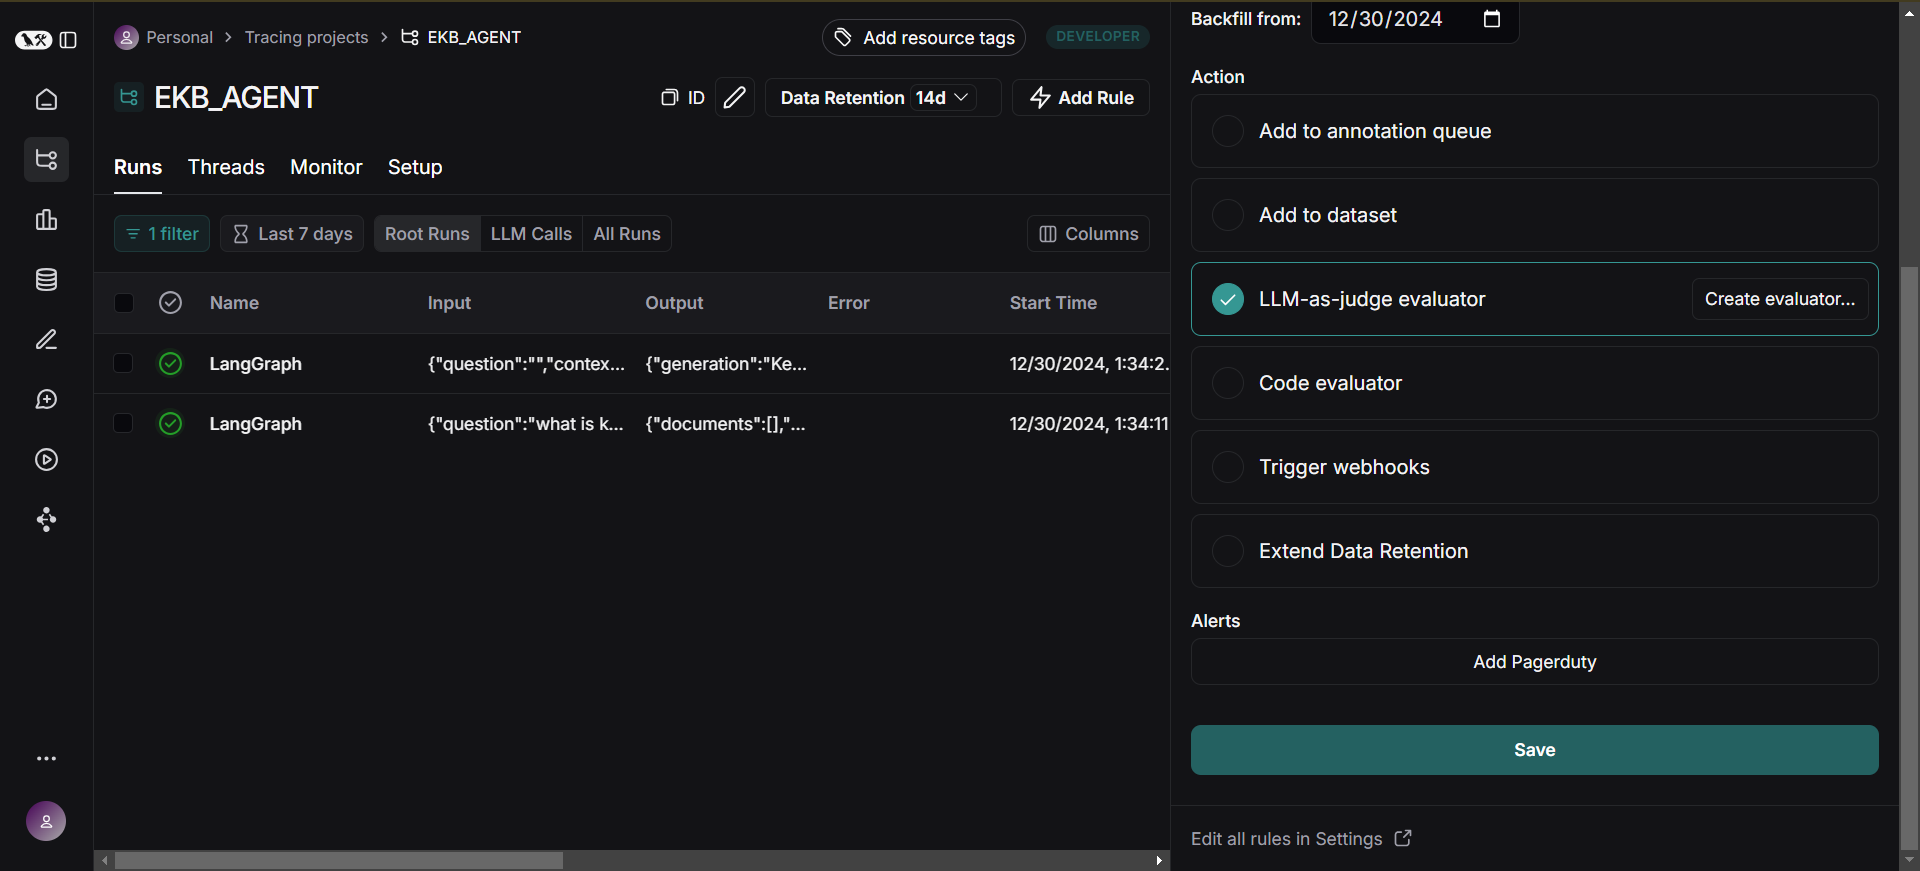 Personal > Tracing projects > EKB_AGENT
Add resource tags
DEVELOPER
EKB_AGENT
ID
Data Retention 14d
Add Rule
Runs Threads Monitor Setup
1 filter
Last 7 days
Root Runs LLM Calls All Runs
Columns
Name Input Output Error Start Time
LangGraph {"question":"","contex... {"generation":"Ke... 12/30/2024, 1:34:2.
LangGraph {"question":"what is k... {"documents":[],"... 12/30/2024, 1:34:11
Backfill from: 12/30/2024
Action
Add to annotation queue
Add to dataset
LLM-as-judge evaluator Create evaluator...
Code evaluator
Trigger webhooks
Extend Data Retention
Alerts
Add Pagerduty
Save
Edit all rules in Settings